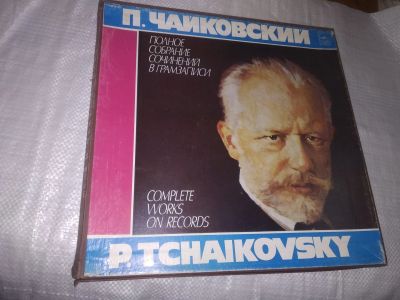 П. ЧАЙКОВСКИЙ
ПОЛНОЕ
СОБРАНИЕ
СОЧИНЕНИЙ
В ГРАМЗАПИСИ
COMPLETE
WORKS
ON RECORDS
P. TCHAIKOVSKY